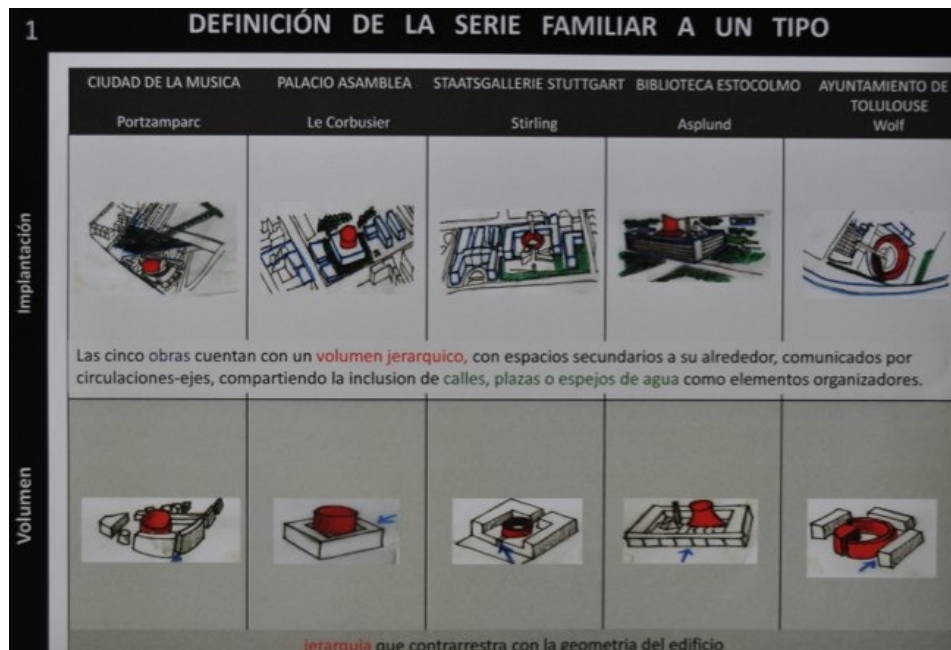 1
DEFINICIÓN DE LA SERIE FAMILIAR A UN TIPO
CIUDAD DE LA MUSICA
Portzamparc
PALACIO ASAMBLEA
Le Corbusier
STAATSGALLERIE STUTTGART
Stirling
BIBLIOTECA ESTOCOLMO
Asplund
AYUNTAMIENTO DE
TOLULOUSE
Wolf
Implantación
Las cinco obras cuentan con un volumen jerarquico, con espacios secundarios a su alrededor, comunicados por
circulaciones-ejes, compartiendo la inclusion de calles, plazas o espejos de agua como elementos organizadores.
Volumen
jerarquia que contrarrestra con la geometria del edificio